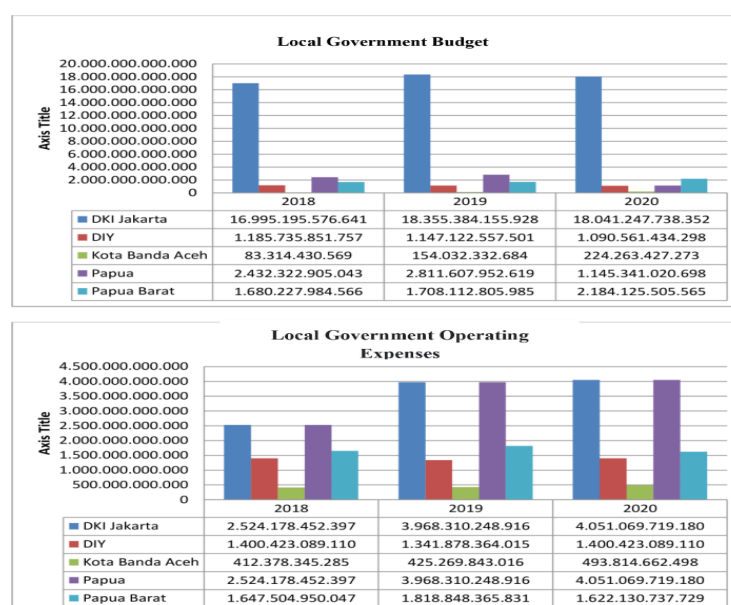 Local Government Budget
Axis Title
20.000.000.000.000
18.000.000.000.000
16.000.000.000.000
14.000.000.000.000
12.000.000.000.000
10.000.000.000.000
8.000.000.000.000
6.000.000.000.000
4.000.000.000.000
2.000.000.000.000
0
2018 2019 2020
DKI Jakarta 16.995.195.576.641 18.355.384.155.928 18.041.247.738.352
DIY 1.185.735.851.757 1.147.122.557.501 1.090.561.434.298
Kota Banda Aceh 83.314.430.569 154.032.332.684 224.263.427.273
Papua 2.432.322.905.043 2.811.607.952.619 1.145.341.020.698
Papua Barat 1.680.227.984.566 1.708.112.805.985 2.184.125.505.565
Local Government Operating
Expenses
Axis Title
4.500.000.000.000
4.000.000.000.000
3.500.000.000.000
3.000.000.000.000
2.500.000.000.000
2.000.000.000.000
1.500.000.000.000
1.000.000.000.000
500.000.000.000
0
2018 2019 2020
DKI Jakarta 2.524.178.452.397 3.968.310.248.916 4.051.069.719.180
DIY 1.400.423.089.110 1.341.878.364.015 1.400.423.089.110
Kota Banda Aceh 412.378.345.285 425.269.843.016 493.814.662.498
Papua 2.524.178.452.397 3.968.310.248.916 4.051.069.719.180
Papua Barat 1.647.504.950.047 1.818.848.365.831 1.622.130.737.729